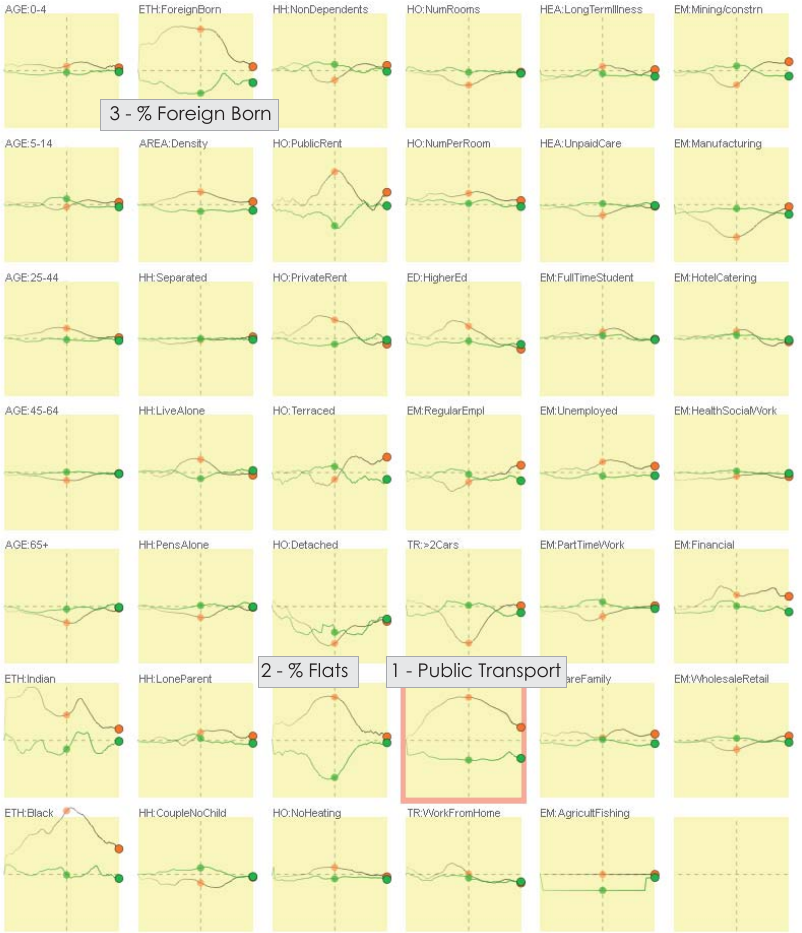 AGE:0-4 ETH:ForeignBorn HH:NonDependents HO:NumRooms HEA:LongTermIllness EM:Mining/constrn
3 - % Foreign Born
AGE:5-14 AREA:Density HO:PublicRent HO:NumPerRoom HEA:UnpaidCare EM:Manufacturing
AGE:25-44 HH:Separated HO:PrivateRent ED:HigherEd EM:FullTimeStudent EM:HotelCatering
AGE:45-64 HH:LiveAlone HO:Terraced EM:RegularEmpl EM:Unemployed EM:HealthSocialWork
AGE:65+ HH:PensAlone HO:Detached TR:>2Cars EM:PartTimeWork EM:Financial
2 - % Flats 1 - Public Transport
ETH:Indian HH:LoneParent areFamily EM:WholesaleRetail
ETH:Black HH:CoupleNoChild HO:NoHeating TR:WorkFromHome EM:AgricultFishing